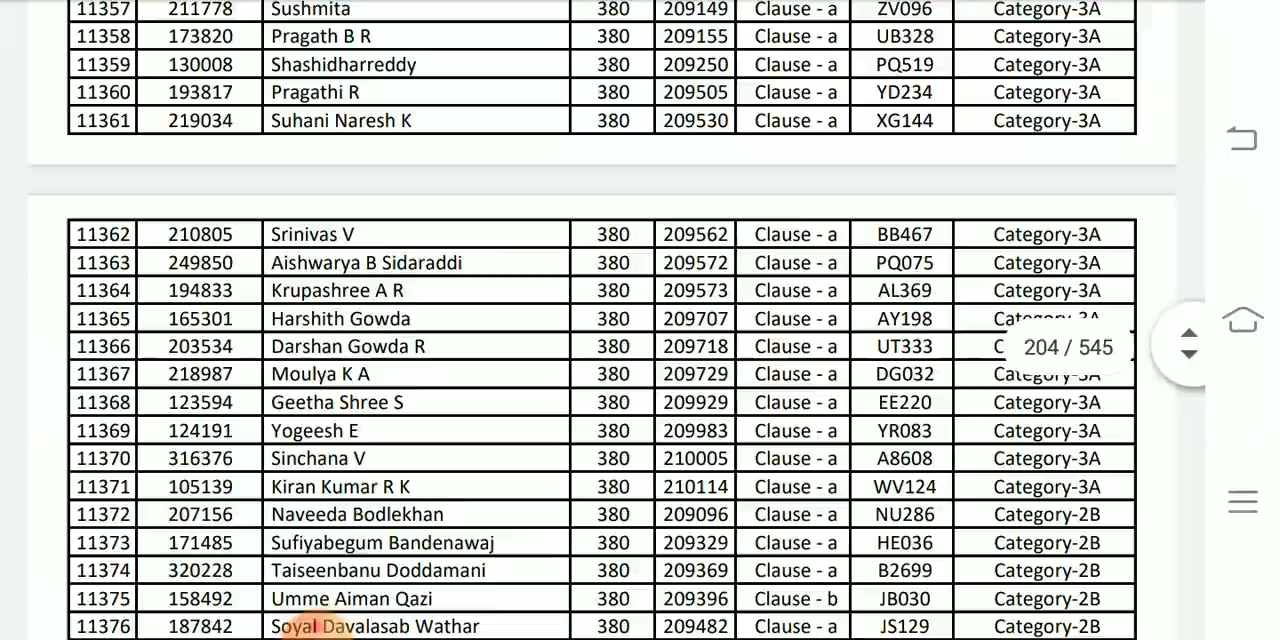 11357 211778 Sushmita 380 209149 Clause - a ZV096 Category-3A
11358 173820 Pragath B R 380 209155 Clause - a UB328 Category-3A
11359 130008 Shashidharreddy 380 209250 Clause - a PQ519 Category-3A
11360 193817 Pragathi R 380 209505 Clause - a YD234 Category-3A
11361 219034 Suhani Naresh K 380 209530 Clause - a XG144 Category-3A
11362 210805 Srinivas V 380 209562 Clause - a BB467 Category-3A
11363 249850 Aishwarya B Sidaraddi 380 209572 Clause - a PQ075 Category-3A
11364 194833 Krupashree A R 380 209573 Clause - a AL369 Category-3A
11365 165301 Harshith Gowda 380 209707 Clause - a AY198 Category-3A
11366 203534 Darshan Gowda R 380 209718 Clause - a UT333 C
204 / 545
11367 218987 Moulya K A 380 209729 Clause - a DG032 Category-3A
11368 123594 Geetha Shree S 380 209929 Clause - a EE220 Category-3A
11369 124191 Yogeesh E 380 209983 Clause - a YR083 Category-3A
11370 316376 Sinchana V 380 210005 Clause - a A8608 Category-3A
11371 105139 Kiran Kumar R K 380 210114 Clause - a WV124 Category-3A
11372 207156 Naveeda Bodlekhan 380 209096 Clause - a NU286 Category-2B
11373 171485 Sufiyabegum Bandenawaj 380 209329 Clause - a HE036 Category-2B
11374 320228 Taiseenbanu Doddamani 380 209369 Clause - a B2699 Category-2B
11375 158492 Umme Aiman Qazi 380 209396 Clause - b JB030 Category-2B
11376 187842 Soyal Davalasab Wathar 380 209482 Clause - a JS129 Category-2B